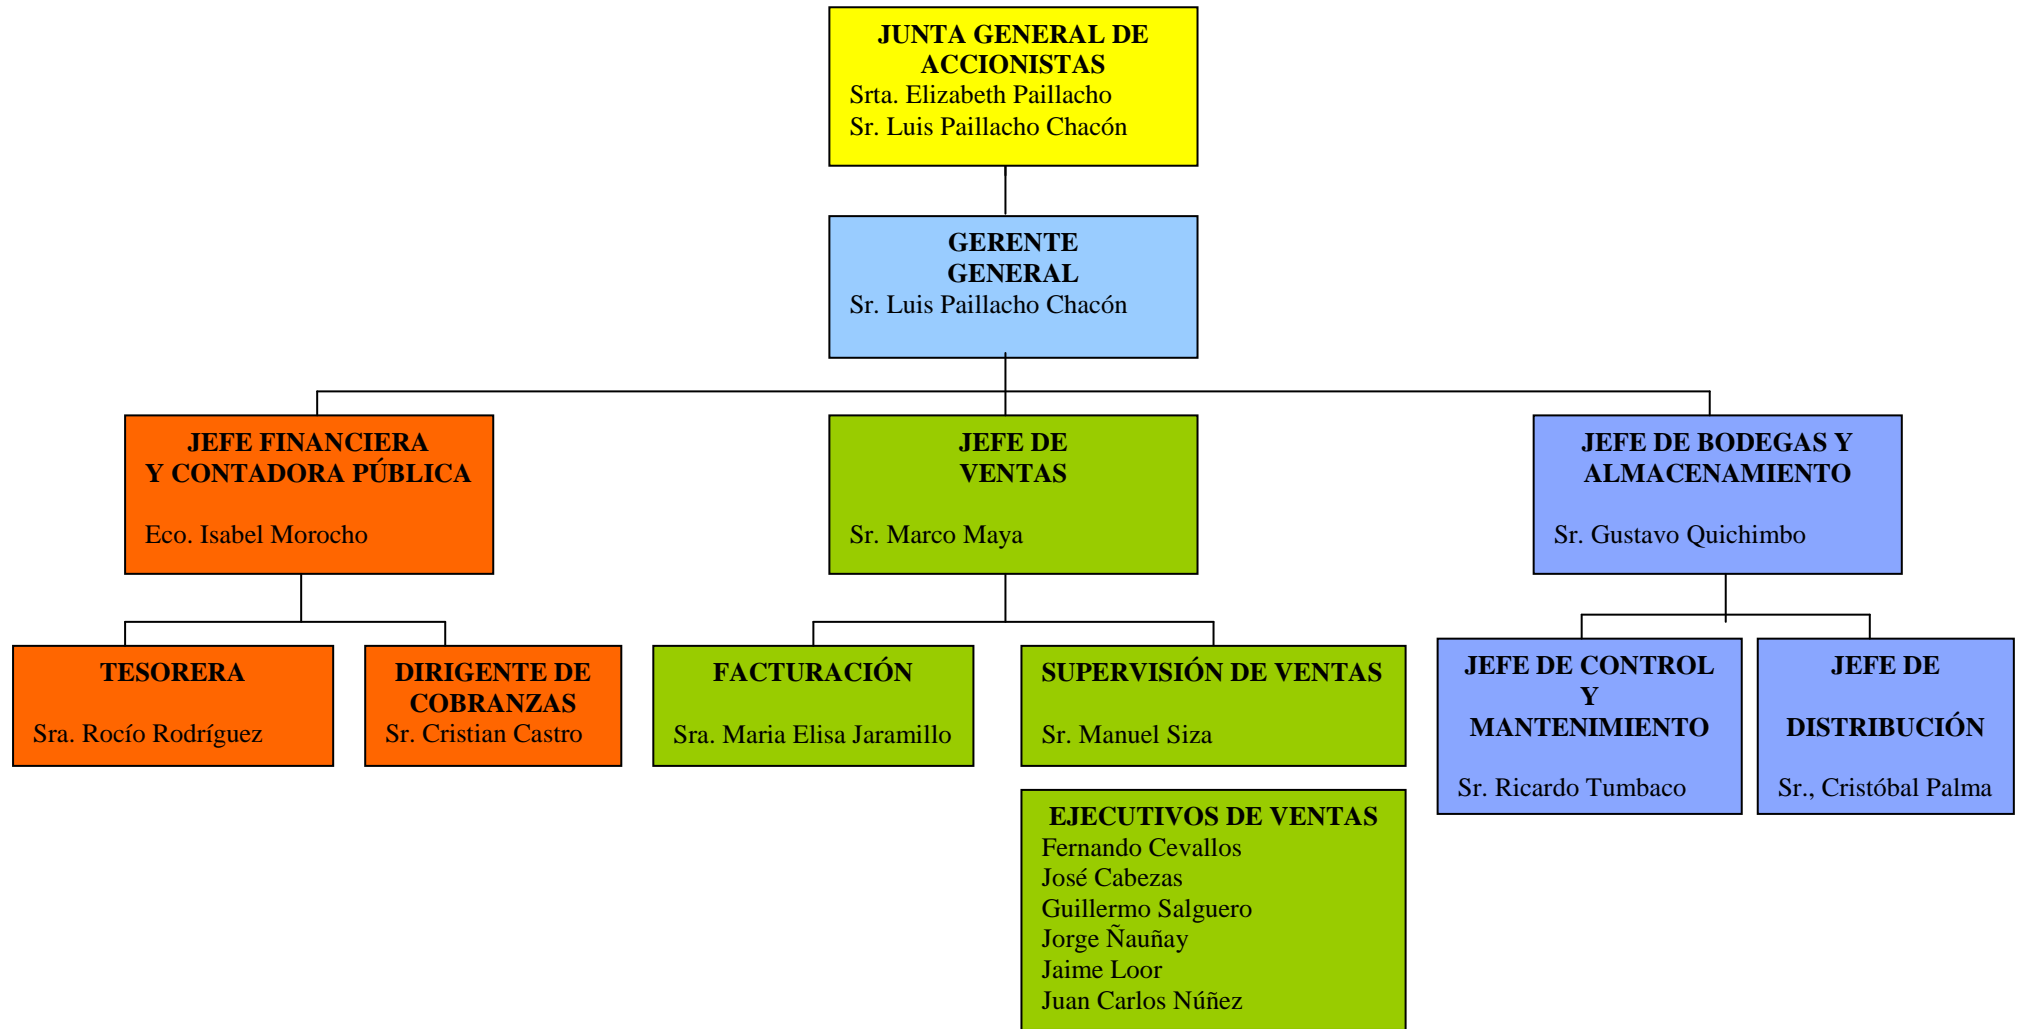 JUNTA GENERAL DE
ACCIONISTAS
Srta. Elizabeth Paillacho
Sr. Luis Paillacho Chacón
GERENTE
GENERAL
Sr. Luis Paillacho Chacón
JEFE FINANCIERA
Y CONTADORA PÚBLICA
Eco. Isabel Morocho
JEFE DE
VENTAS
Sr. Marco Maya
JEFE DE BODEGAS Y
ALMACENAMIENTO
Sr. Gustavo Quichimbo
TESORERA
Sra. Rocío Rodríguez
DIRIGENTE DE
COBRANZAS
Sr. Cristian Castro
FACTURACIÓN
Sra. Maria Elisa Jaramillo
SUPERVISIÓN DE VENTAS
Sr. Manuel Siza
EJECUTIVOS DE VENTAS
Fernando Cevallos
José Cabezas
Guillermo Salguero
Jorge Ñauñay
Jaime Loor
Juan Carlos Núñez
JEFE DE CONTROL
Y
MANTENIMIENTO
Sr. Ricardo Tumbaco
JEFE DE
DISTRIBUCIÓN
Sr., Cristóbal Palma